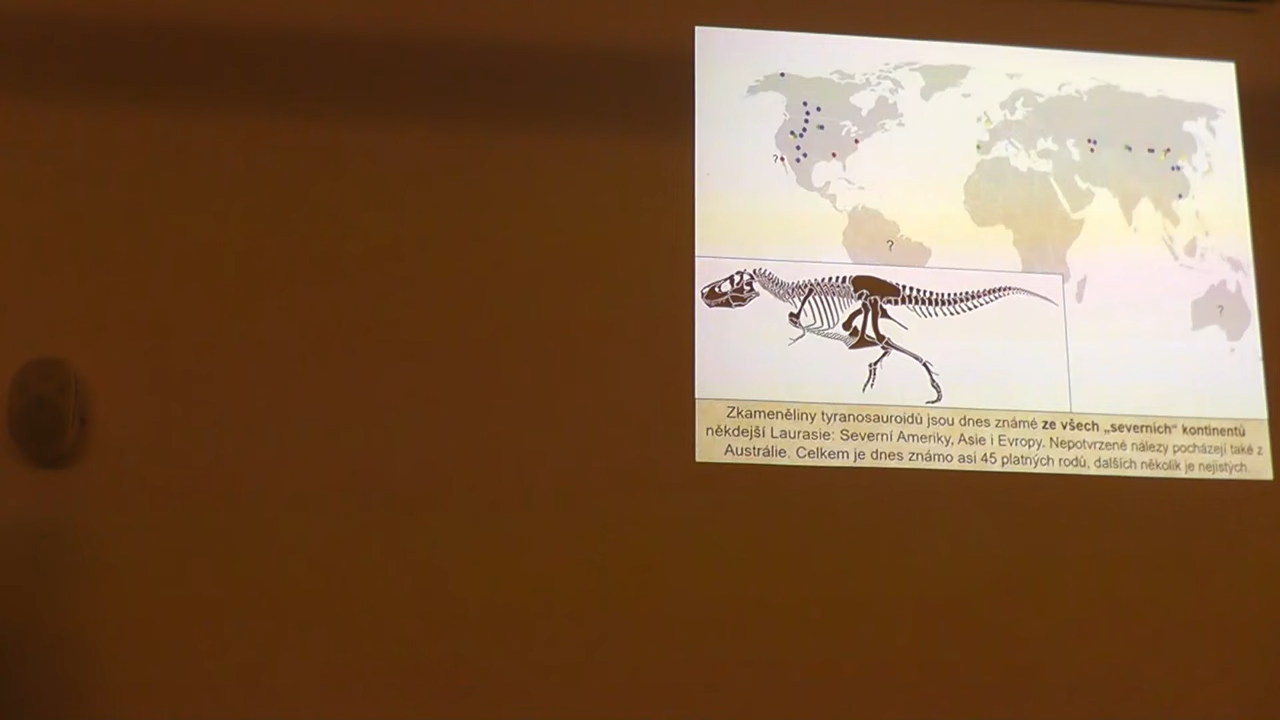 ?
?
?
Zkameněliny tyranosauroidů jsou dnes známé ze všech „severních“ kontinentů
někdejší Laurasie: Severní Ameriky, Asie i Evropy. Nepotvrzené nálezy pocházejí také z
Austrálie. Celkem je dnes známo asi 45 platných rodů, dalších několik je nejistých.